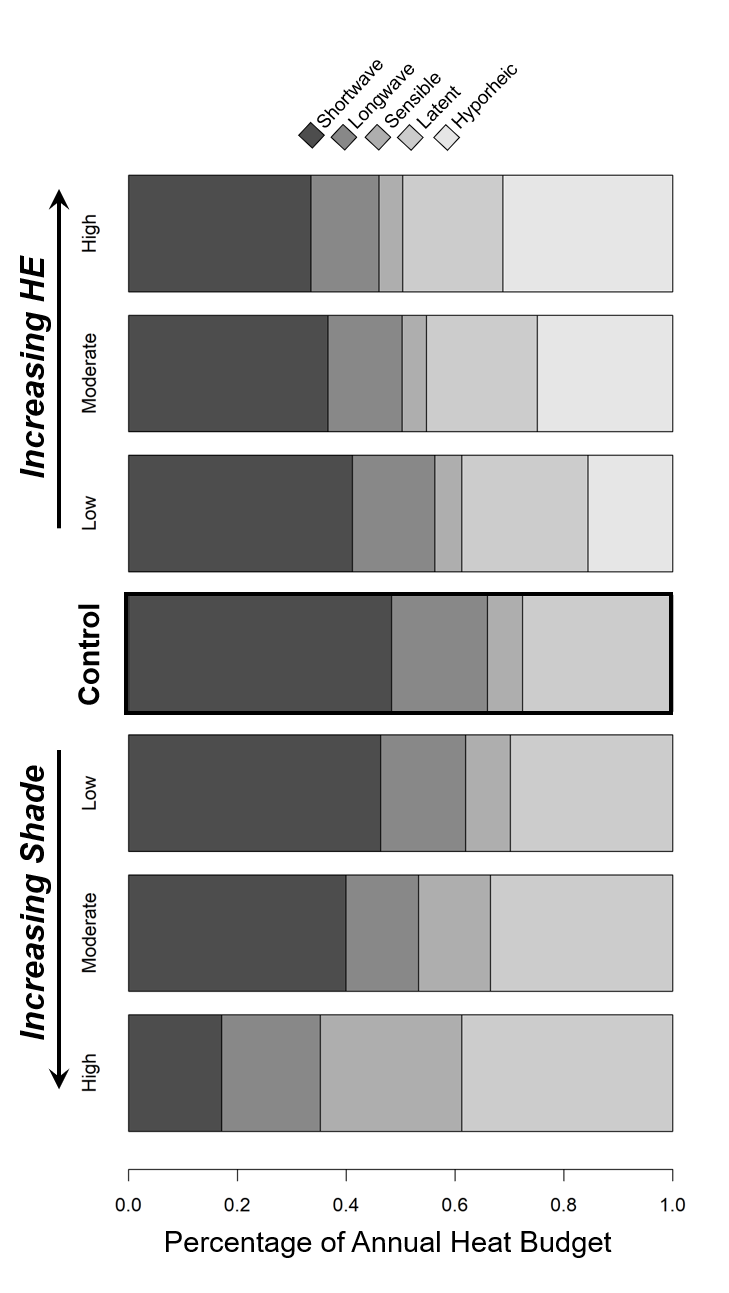 Shortwave
Longwave
Sensible
Latent
Hyporheic
Increasing HE
High
Moderate
Low
Control
Increasing Shade
Low
Moderate
High
0.0 0.2 0.4 0.6 0.8 1.0
Percentage of Annual Heat Budget